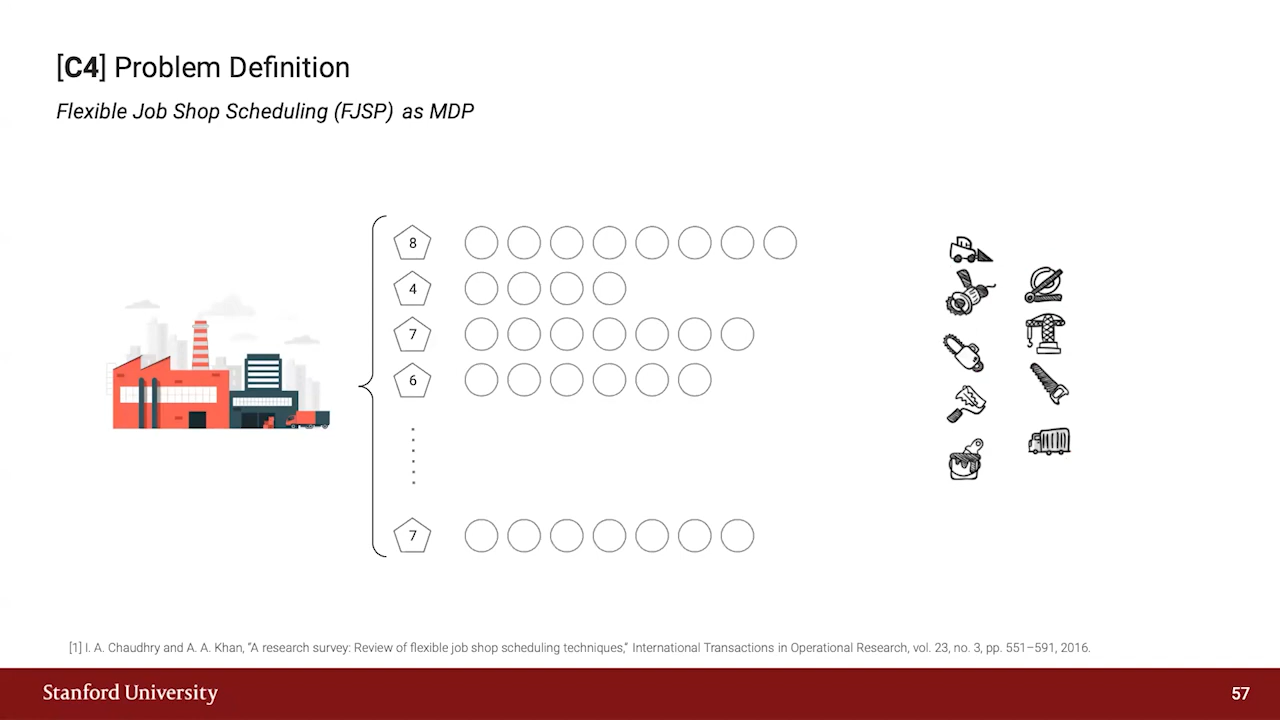 [C4] Problem Definition
Flexible Job Shop Scheduling (FJSP) as MDP
8
4
7
6
7
[1] I. A. Chaudhry and A. A. Khan, “A research survey: Review of flexible job shop scheduling techniques,” International Transactions in Operational Research, vol. 23, no. 3, pp. 551–591, 2016.
Stanford University
57